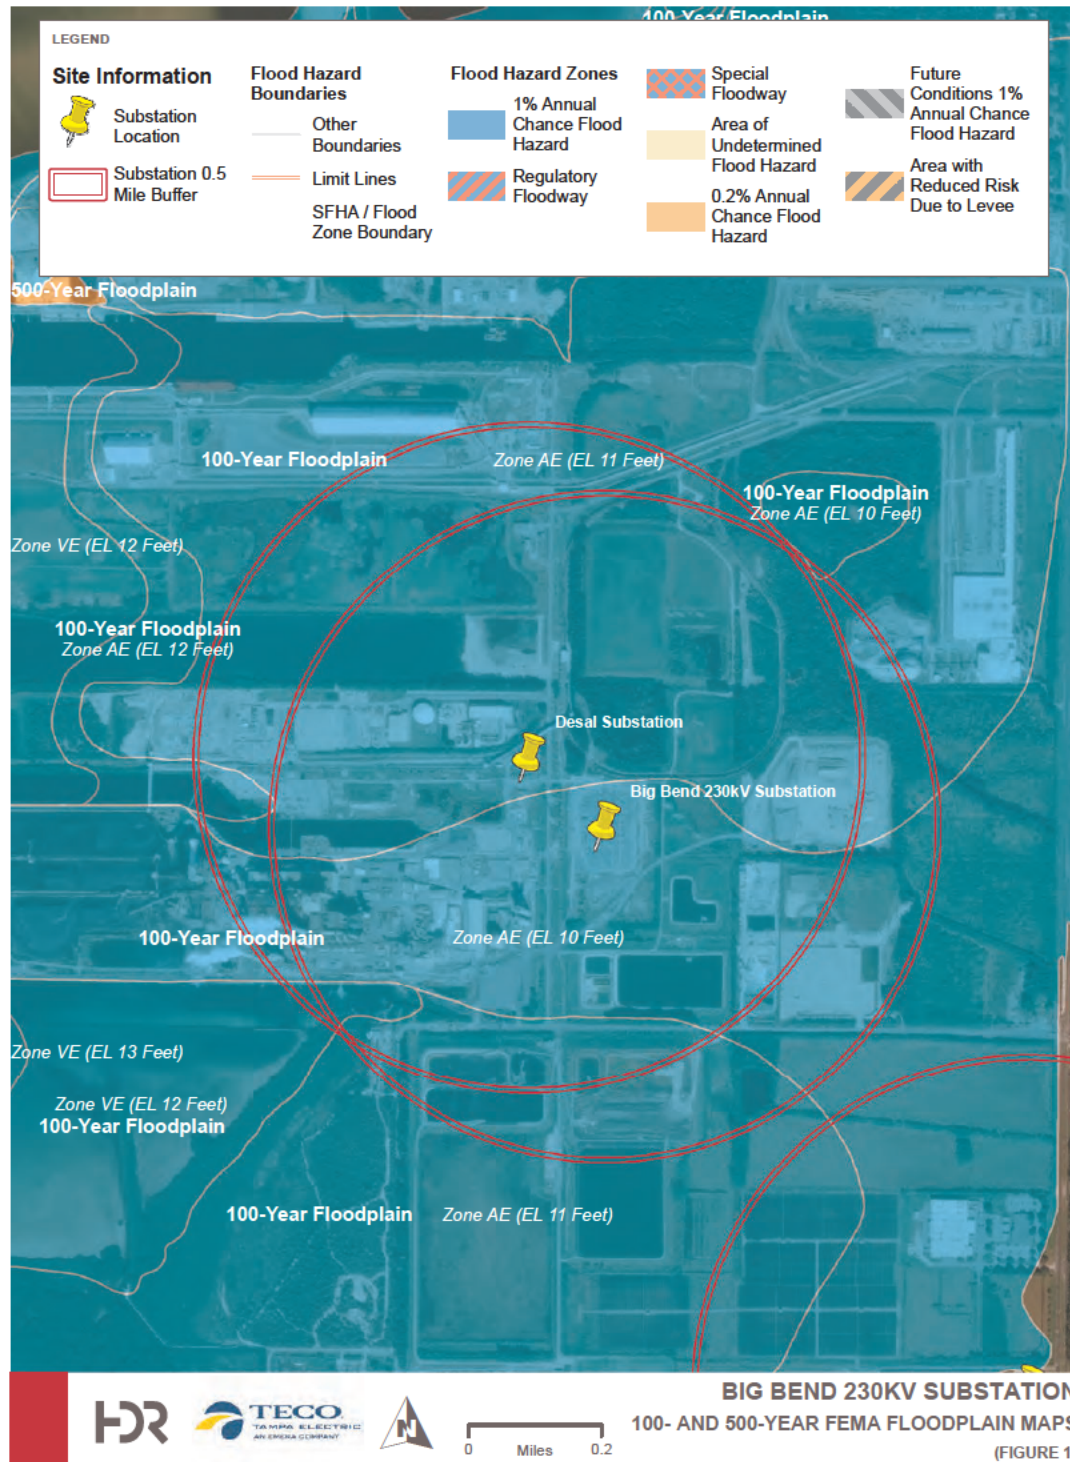 100-Year Floodplain
LEGEND
Site Information
Substation
Location
Substation 0.5
Mile Buffer
Flood Hazard
Boundaries
Other
Boundaries
Limit Lines
SFHA / Flood
Zone Boundary
Flood Hazard Zones
1% Annual
Chance Flood
Hazard
Regulatory
Floodway
Special
Floodway
Area of
Undetermined
Flood Hazard
0.2% Annual
Chance Flood
Hazard
Future
Conditions 1%
Annual Chance
Flood Hazard
Area with
Reduced Risk
Due to Levee
500-Year Floodplain
100-Year Floodplain
Zone AE (EL 11 Feet)
100-Year Floodplain
Zone AE (EL 10 Feet)
Zone VE (EL 12 Feet)
100-Year Floodplain
Zone AE (EL 12 Feet)
Desal Substation
Big Bend 230kV Substation
100-Year Floodplain
Zone AE (EL 10 Feet)
Zone VE (EL 13 Feet)
Zone VE (EL 12 Feet)
100-Year Floodplain
100-Year Floodplain
Zone AE (EL 11 Feet)
HDR
TECO
TAMPA ELECTRIC
AN EMERA COMPANY
N
0 Miles 0.2
BIG BEND 230KV SUBSTATION
100- AND 500-YEAR FEMA FLOODPLAIN MAPS
(FIGURE 1